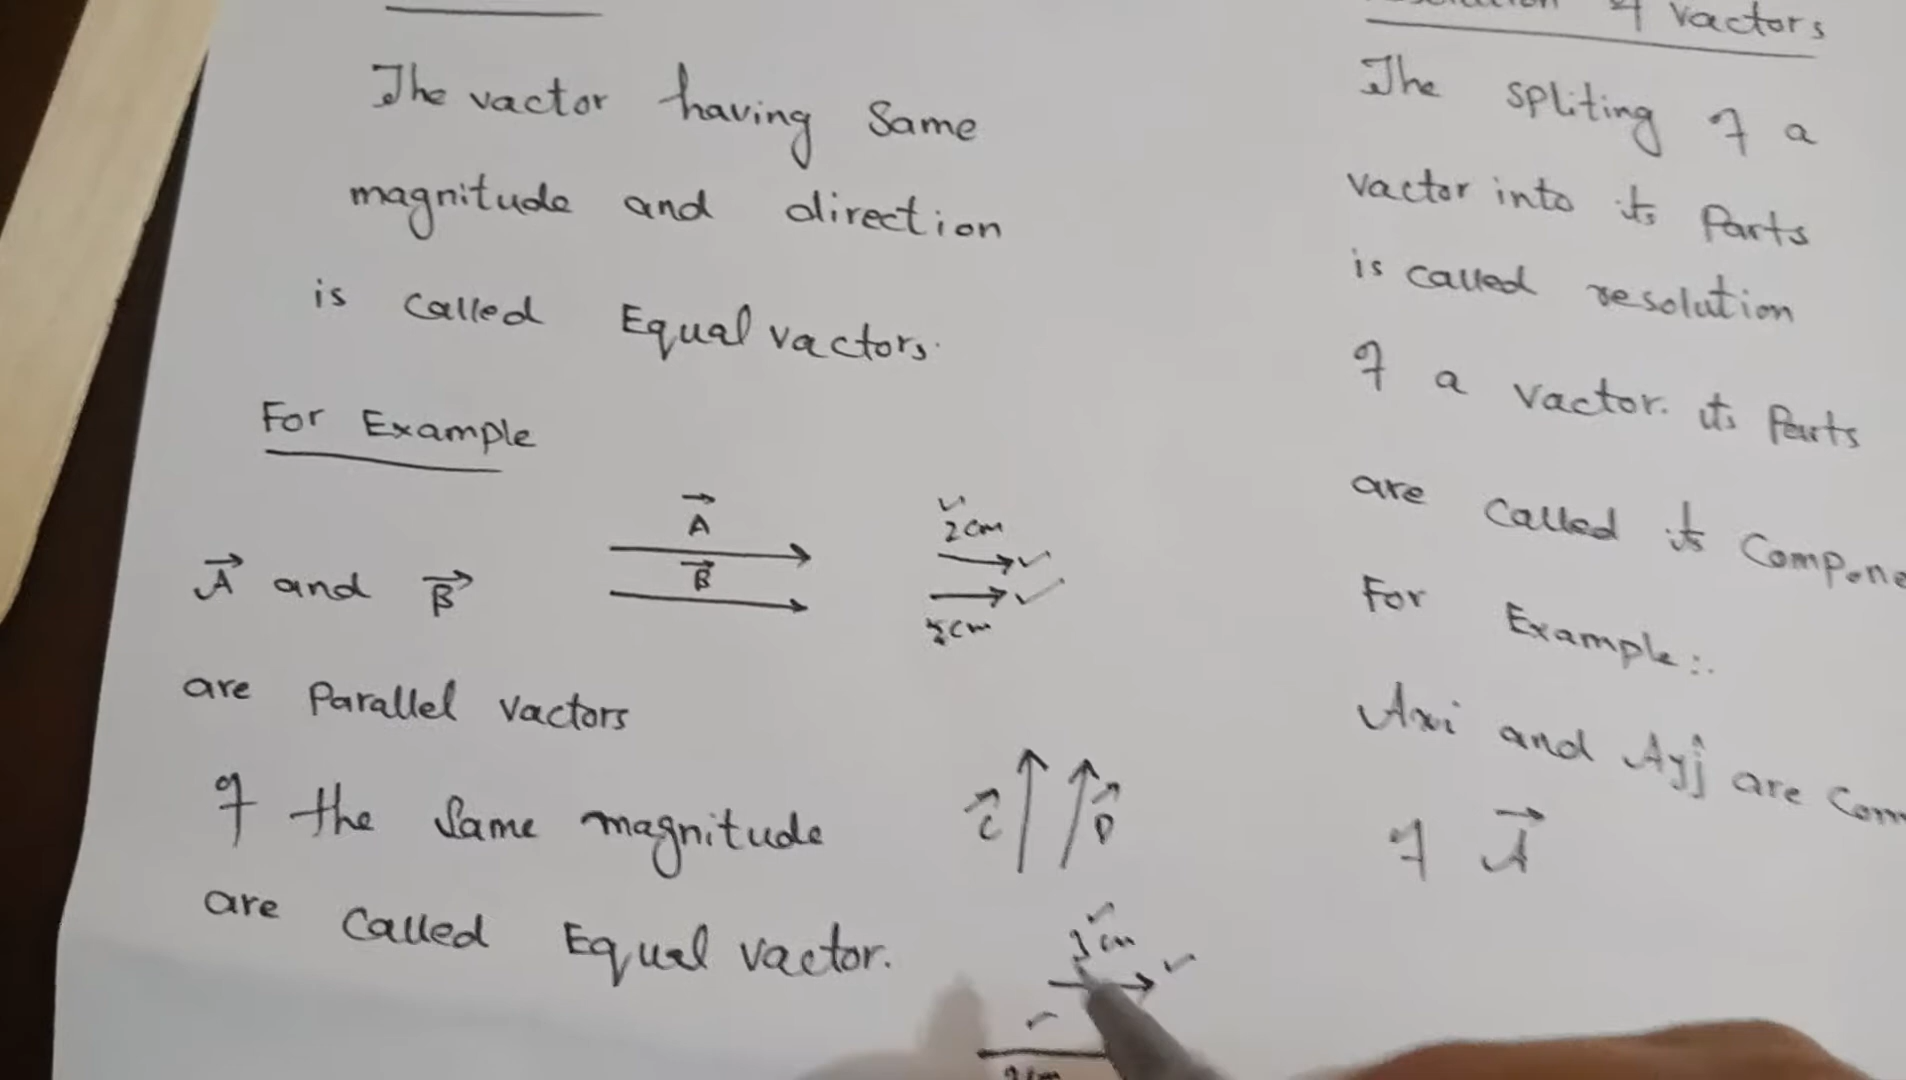 The vactor having Same
magnitude and direction
is called Equal vactors.
For Example
A and B
A
B
2cm
are Parallel vactors
of the Same magnitude
are called Equal vactor.
C
D
3cm
of vactors
The spliting of a
vactor into its Parts
is called resolution
of a vactor. its Parts
are called its Compone
For Example:.
Axi and Ayj are Com
of A